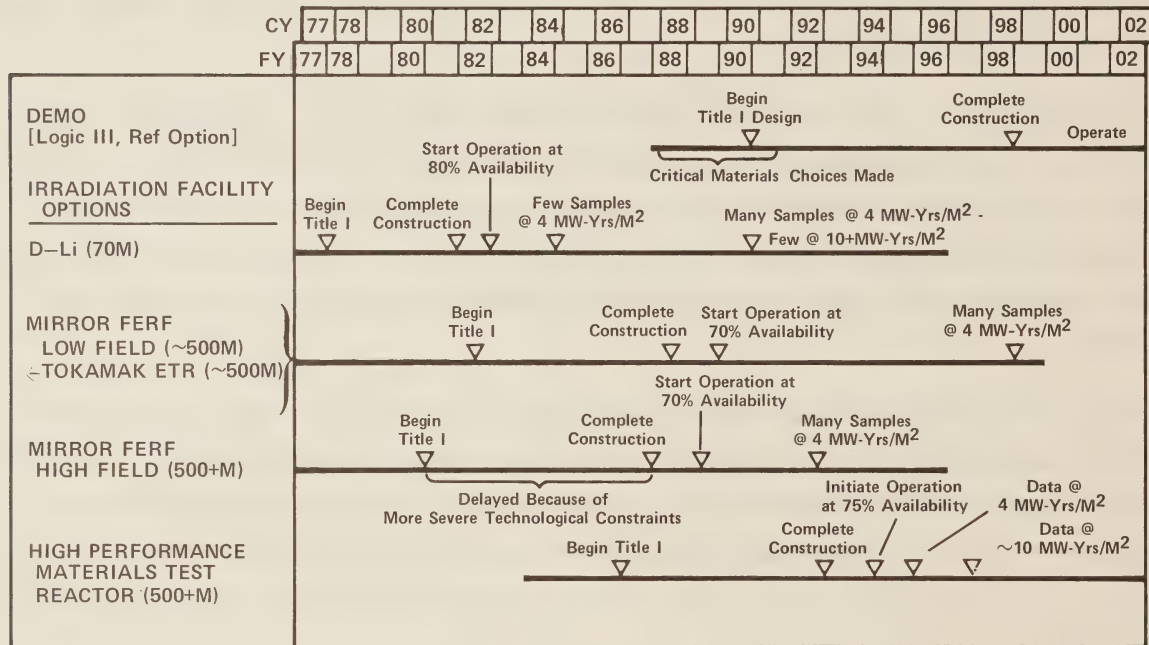 CY 77 78 80 82 84 86 88 90 92 94 96 98 00 02
FY 77 78 80 82 84 86 88 90 92 94 96 98 00 02
DEMO
[Logic III, Ref Option]
Begin
Title I Design
Complete
Construction
Operate
Critical Materials Choices Made
IRRADIATION FACILITY
OPTIONS
D–Li (70M)
Begin
Title I
Complete
Construction
Start Operation at
80% Availability
Few Samples
@ 4 MW-Yrs/M²
Many Samples @ 4 MW-Yrs/M² -
Few @ 10+MW-Yrs/M²
MIRROR FERF
LOW FIELD (~500M)
–TOKAMAK ETR (~500M)
Begin
Title I
Complete
Construction
Start Operation at
70% Availability
Many Samples
@ 4 MW-Yrs/M²
MIRROR FERF
HIGH FIELD (500+M)
Begin
Title I
Complete
Construction
Start Operation at
70% Availability
Many Samples
@ 4 MW-Yrs/M²
Delayed Because of
More Severe Technological Constraints
HIGH PERFORMANCE
MATERIALS TEST
REACTOR (500+M)
Begin Title I
Complete
Construction
Initiate Operation
at 75% Availability
Data @
4 MW-Yrs/M²
Data @
~10 MW-Yrs/M²